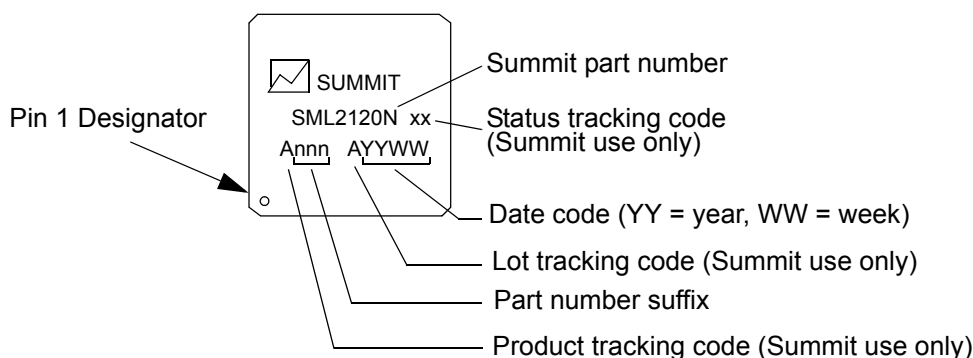 SUMMIT
Summit part number
SML2120N xx
Pin 1 Designator
Status tracking code
(Summit use only)
Annn AYYWW
Date code (YY = year, WW = week)
Lot tracking code (Summit use only)
Part number suffix
Product tracking code (Summit use only)